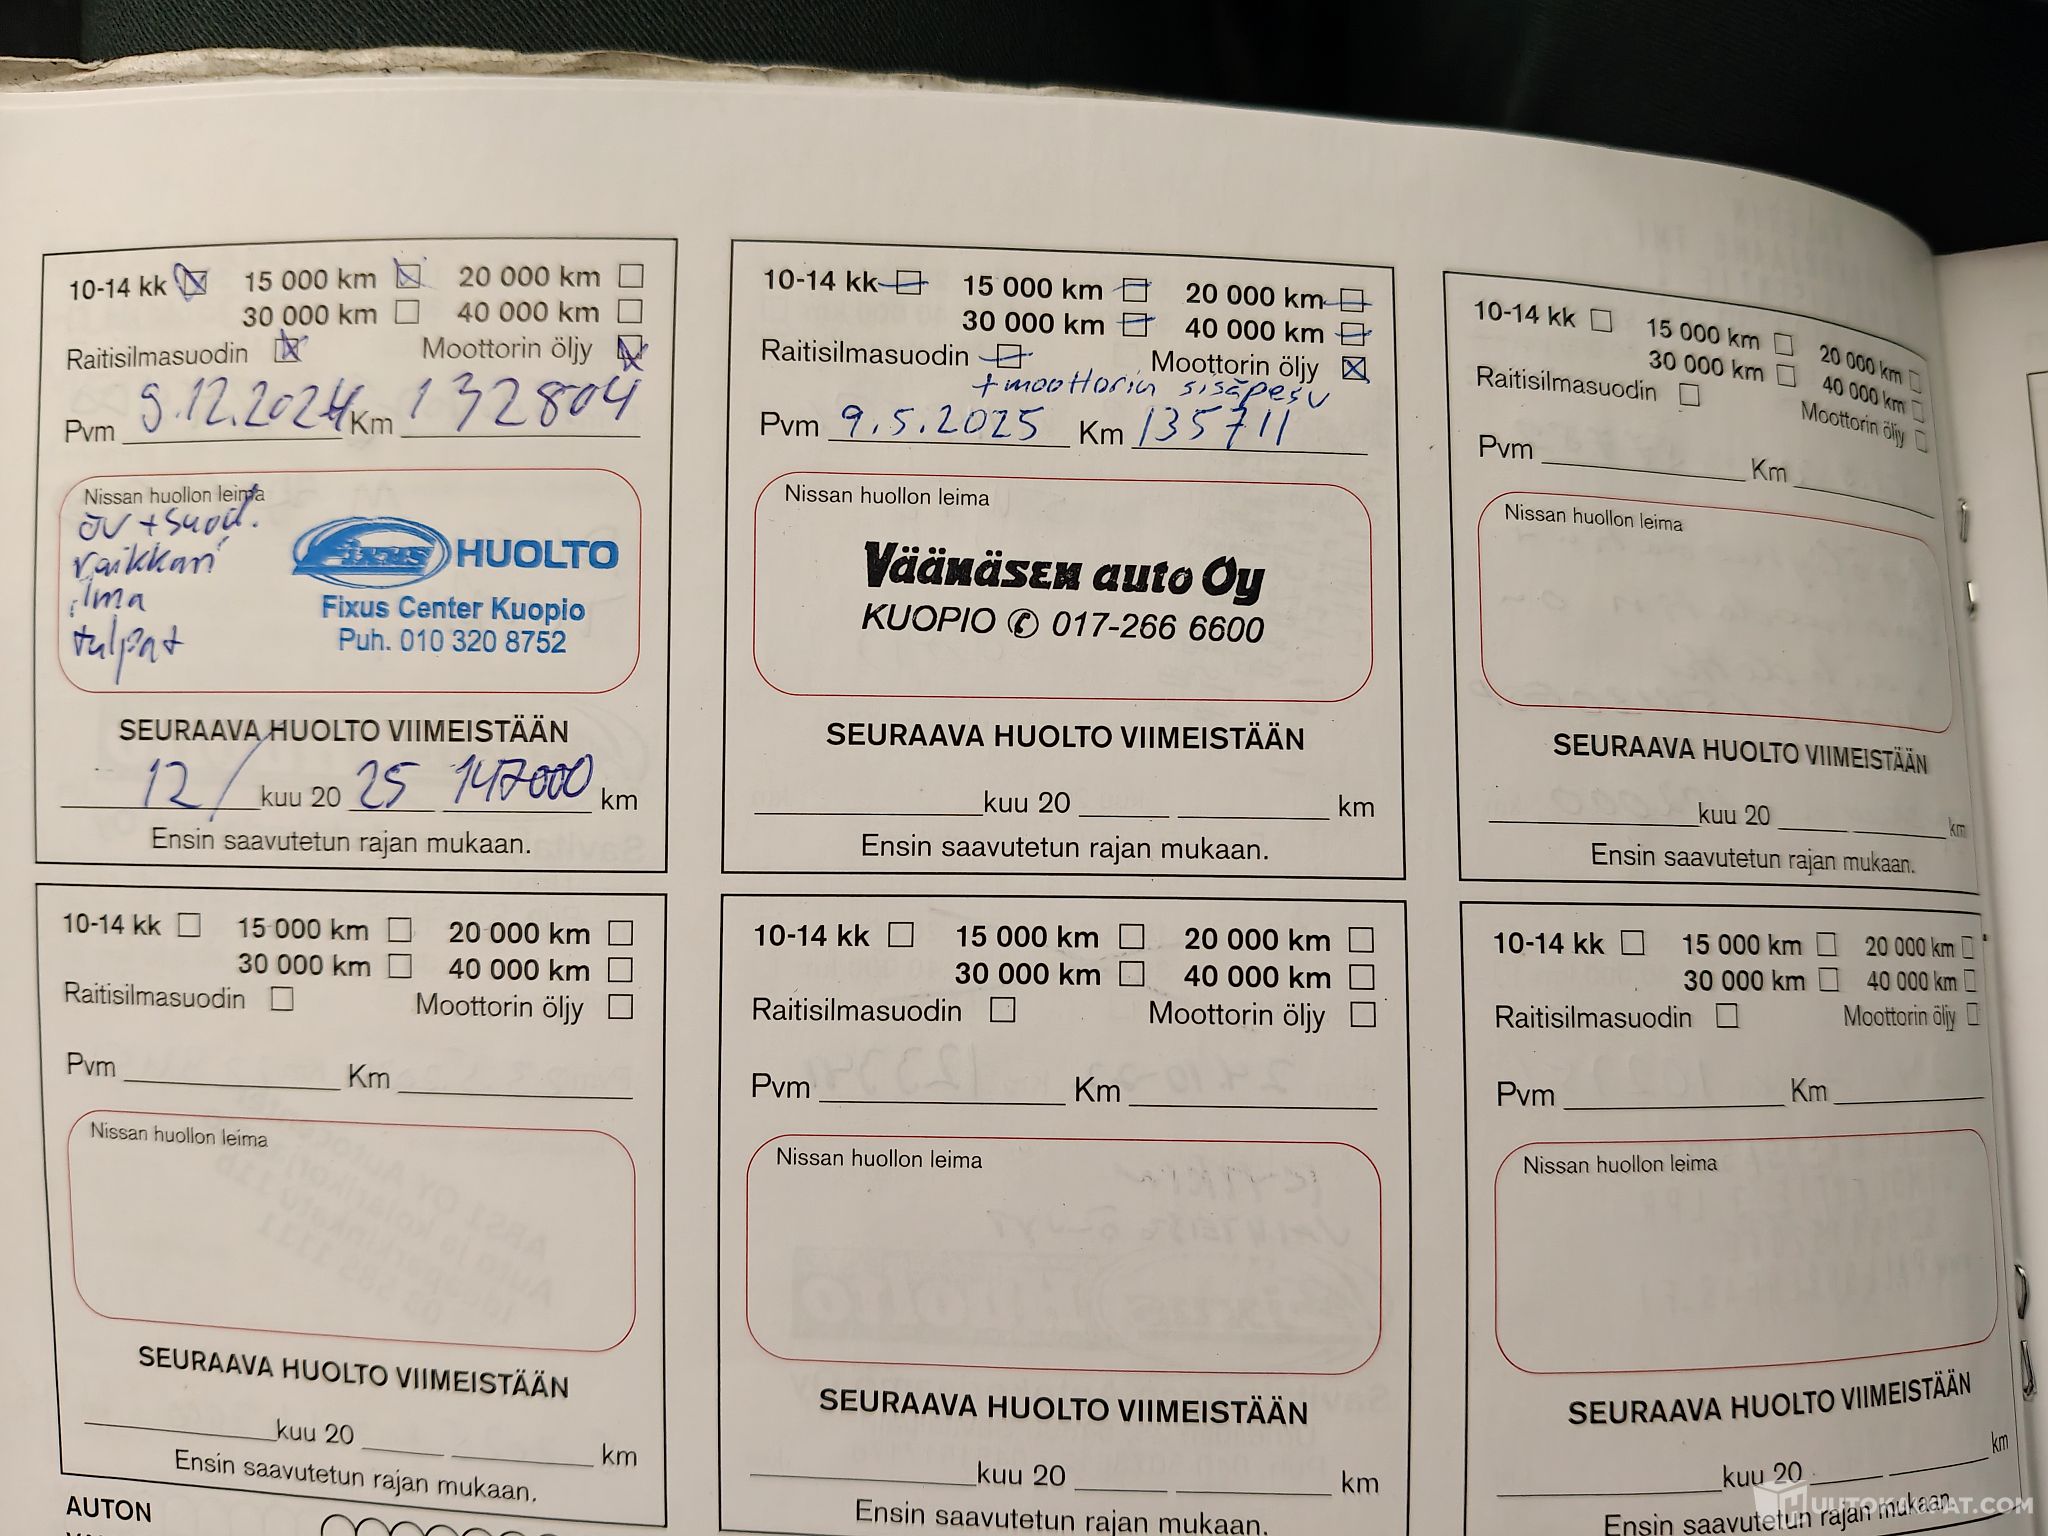 10-14 kk 15 000 km 20 000 km
30 000 km 40 000 km
Raitisilmasuodin Moottorin öljy
Pvm 9.12.2024 Km 132804
Nissan huollon leima
öv + suod.
raikkari
ilma
tulpat
Fixus HUOLTO
Fixus Center Kuopio
Puh. 010 320 8752
SEURAAVA HUOLTO VIIMEISTÄÄN
12/ kuu 20 25 147000 km
Ensin saavutetun rajan mukaan.
10-14 kk 15 000 km 20 000 km
30 000 km 40 000 km
Raitisilmasuodin Moottorin öljy
+ moottorin sisäpesu
Pvm 9.5.2025 Km 135711
Nissan huollon leima
Väänäsen auto Oy
KUOPIO ✆ 017-266 6600
SEURAAVA HUOLTO VIIMEISTÄÄN
kuu 20 km
Ensin saavutetun rajan mukaan.
10-14 kk 15 000 km 20 000 km
30 000 km 40 000 km
Raitisilmasuodin Moottorin öljy
Pvm Km
Nissan huollon leima
SEURAAVA HUOLTO VIIMEISTÄÄN
kuu 20 km
Ensin saavutetun rajan mukaan.
10-14 kk 15 000 km 20 000 km
30 000 km 40 000 km
Raitisilmasuodin Moottorin öljy
Pvm Km
Nissan huollon leima
SEURAAVA HUOLTO VIIMEISTÄÄN
kuu 20 km
Ensin saavutetun rajan mukaan.
10-14 kk 15 000 km 20 000 km
30 000 km 40 000 km
Raitisilmasuodin Moottorin öljy
Pvm Km
Nissan huollon leima
SEURAAVA HUOLTO VIIMEISTÄÄN
kuu 20 km
Ensin saavutetun rajan mukaan.
10-14 kk 15 000 km 20 000 km
30 000 km 40 000 km
Raitisilmasuodin Moottorin öljy
Pvm Km
Nissan huollon leima
SEURAAVA HUOLTO VIIMEISTÄÄN
kuu 20 km
Ensin saavutetun rajan mukaan.
AUTON
HUUTOKAUPAT.COM